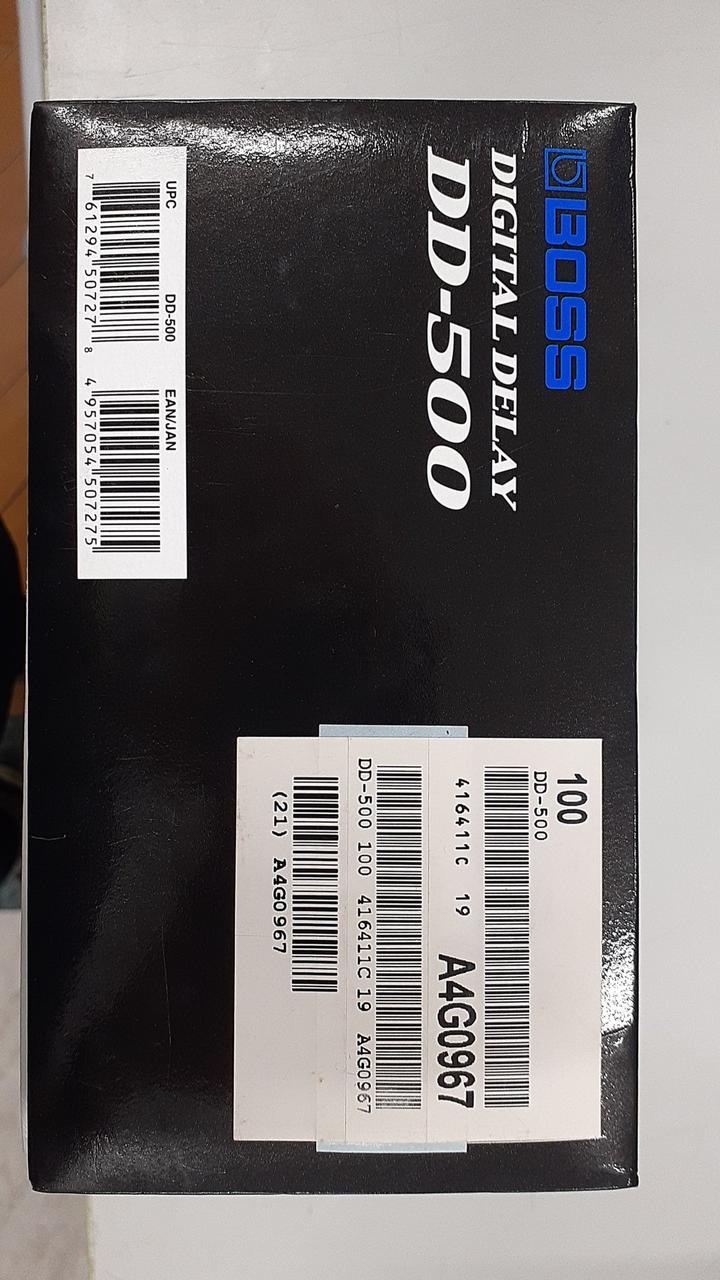 BOSS
DIGITAL DELAY
DD-500
UPC DD-500 EAN/JAN
7 61294 50727 8 4 957054 507275
100
DD-500
416411C 19 A4G0967
DD-500 100 416411C 19 A4G0967
(21) A4G0967